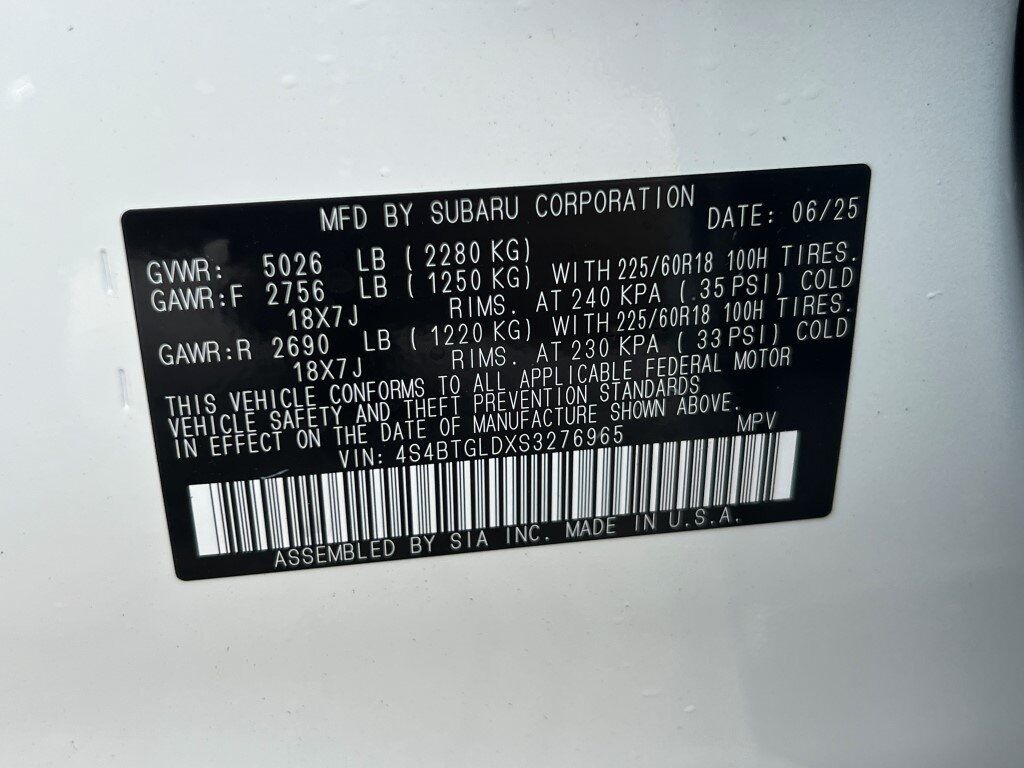 MFD BY SUBARU CORPORATION DATE: 06/25
GVWR: 5026 LB (2280 KG)
GAWR:F 2756 LB (1250 KG) WITH 225/60R18 100H TIRES.
18X7J RIMS. AT 240 KPA (35 PSI) COLD
GAWR:R 2690 LB (1220 KG) WITH 225/60R18 100H TIRES.
18X7J RIMS. AT 230 KPA (33 PSI) COLD
THIS VEHICLE CONFORMS TO ALL APPLICABLE FEDERAL MOTOR
VEHICLE SAFETY AND THEFT PREVENTION STANDARDS
IN EFFECT ON THE DATE OF MANUFACTURE SHOWN ABOVE.
VIN: 4S4BTGLDXS3276965 MPV
ASSEMBLED BY SIA INC. MADE IN U.S.A.